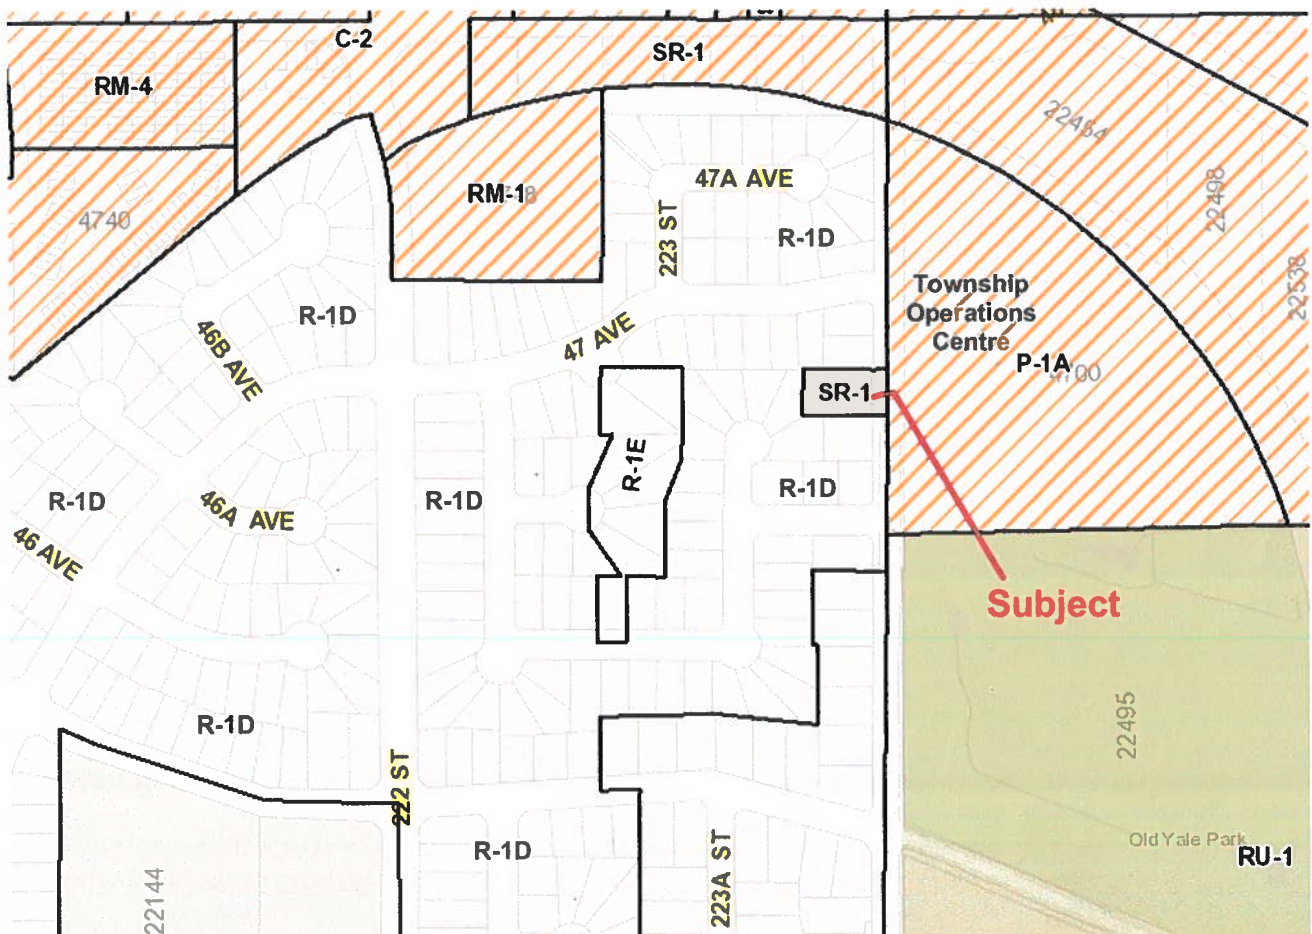 C-2
SR-1
RM-4
22484
47A AVE
RM-1
22498
4740
223 ST
R-1D
22538
Township
Operations
Centre
R-1D
46B AVE
47 AVE
P-1A
4700
SR-1
R-1E
R-1D
R-1D
R-1D
46A AVE
46 AVE
Subject
22495
R-1D
222 ST
Old Yale Park
R-1D
RU-1
223A ST
22144